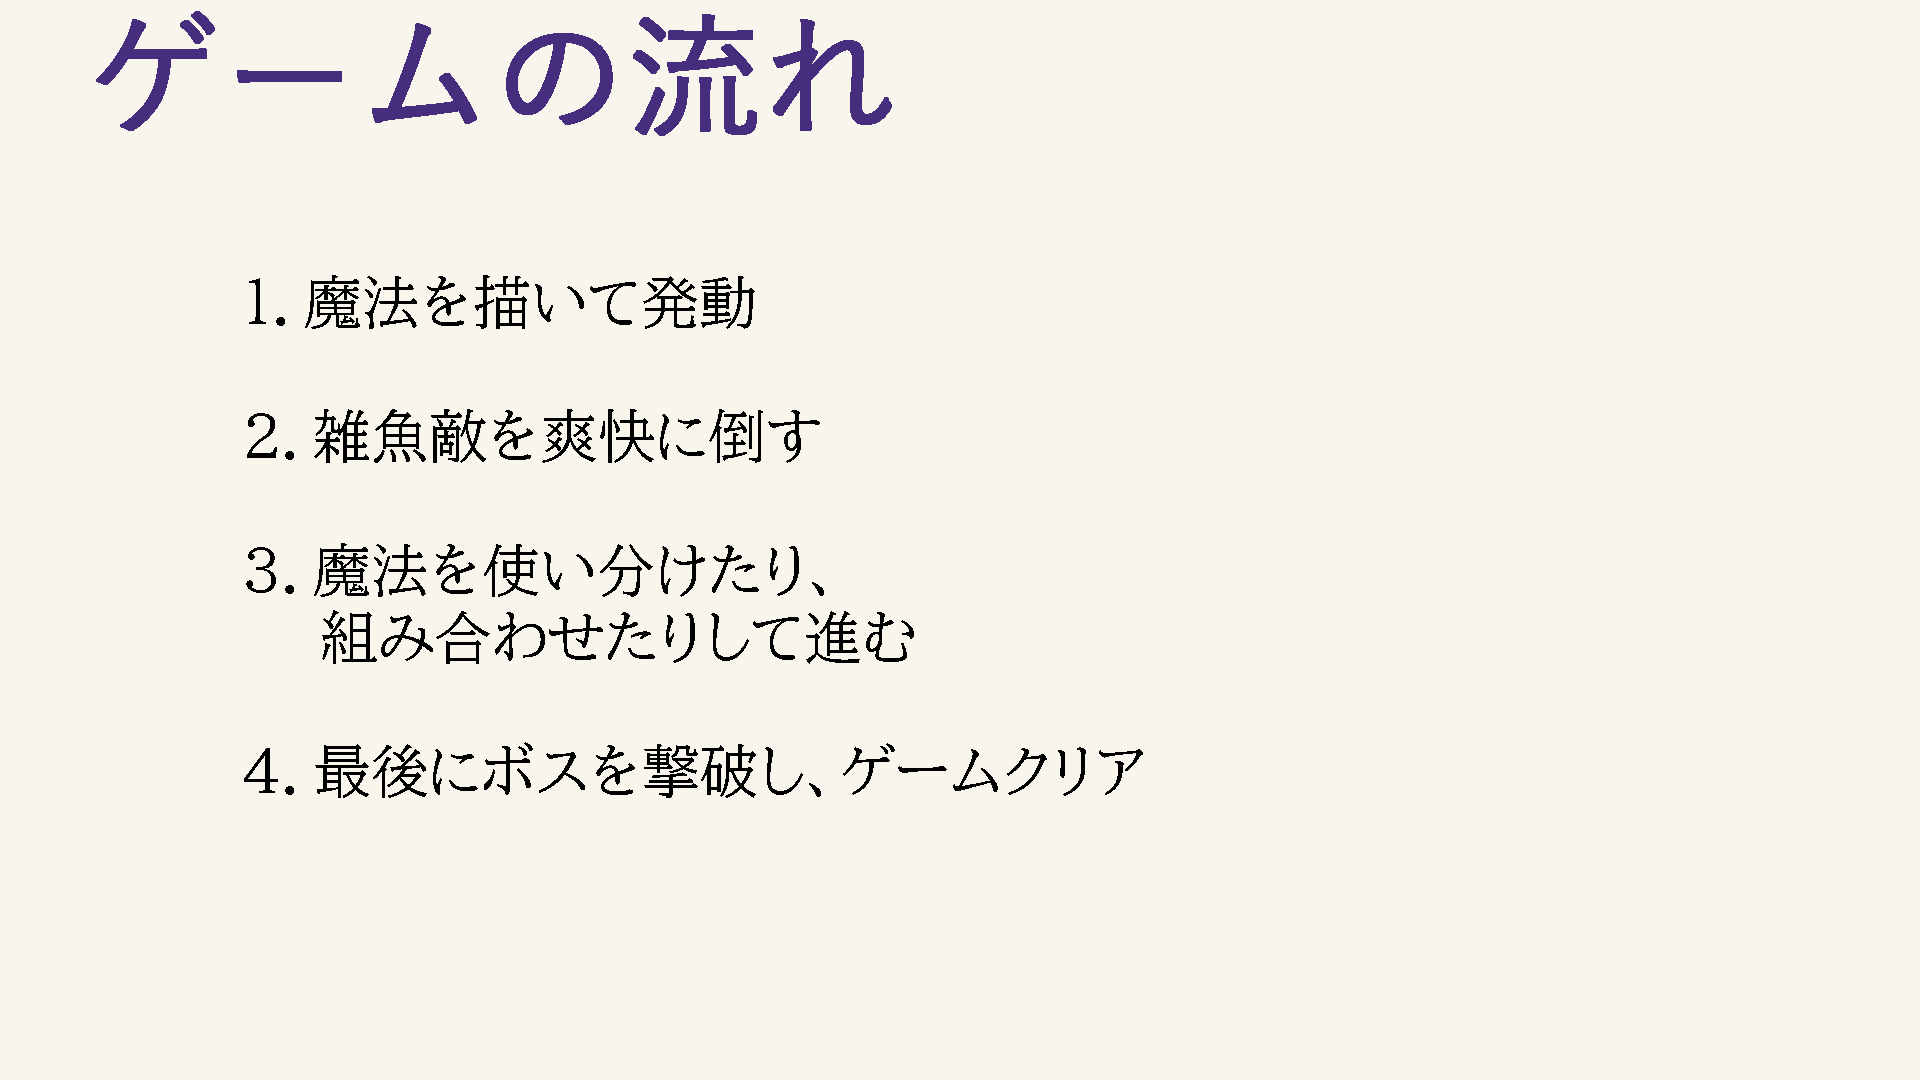 ゲームの流れ
1. 魔法を描いて発動
2. 雑魚敵を爽快に倒す
3. 魔法を使い分けたり、
組み合わせたりして進む
4. 最後にボスを撃破し、ゲームクリア